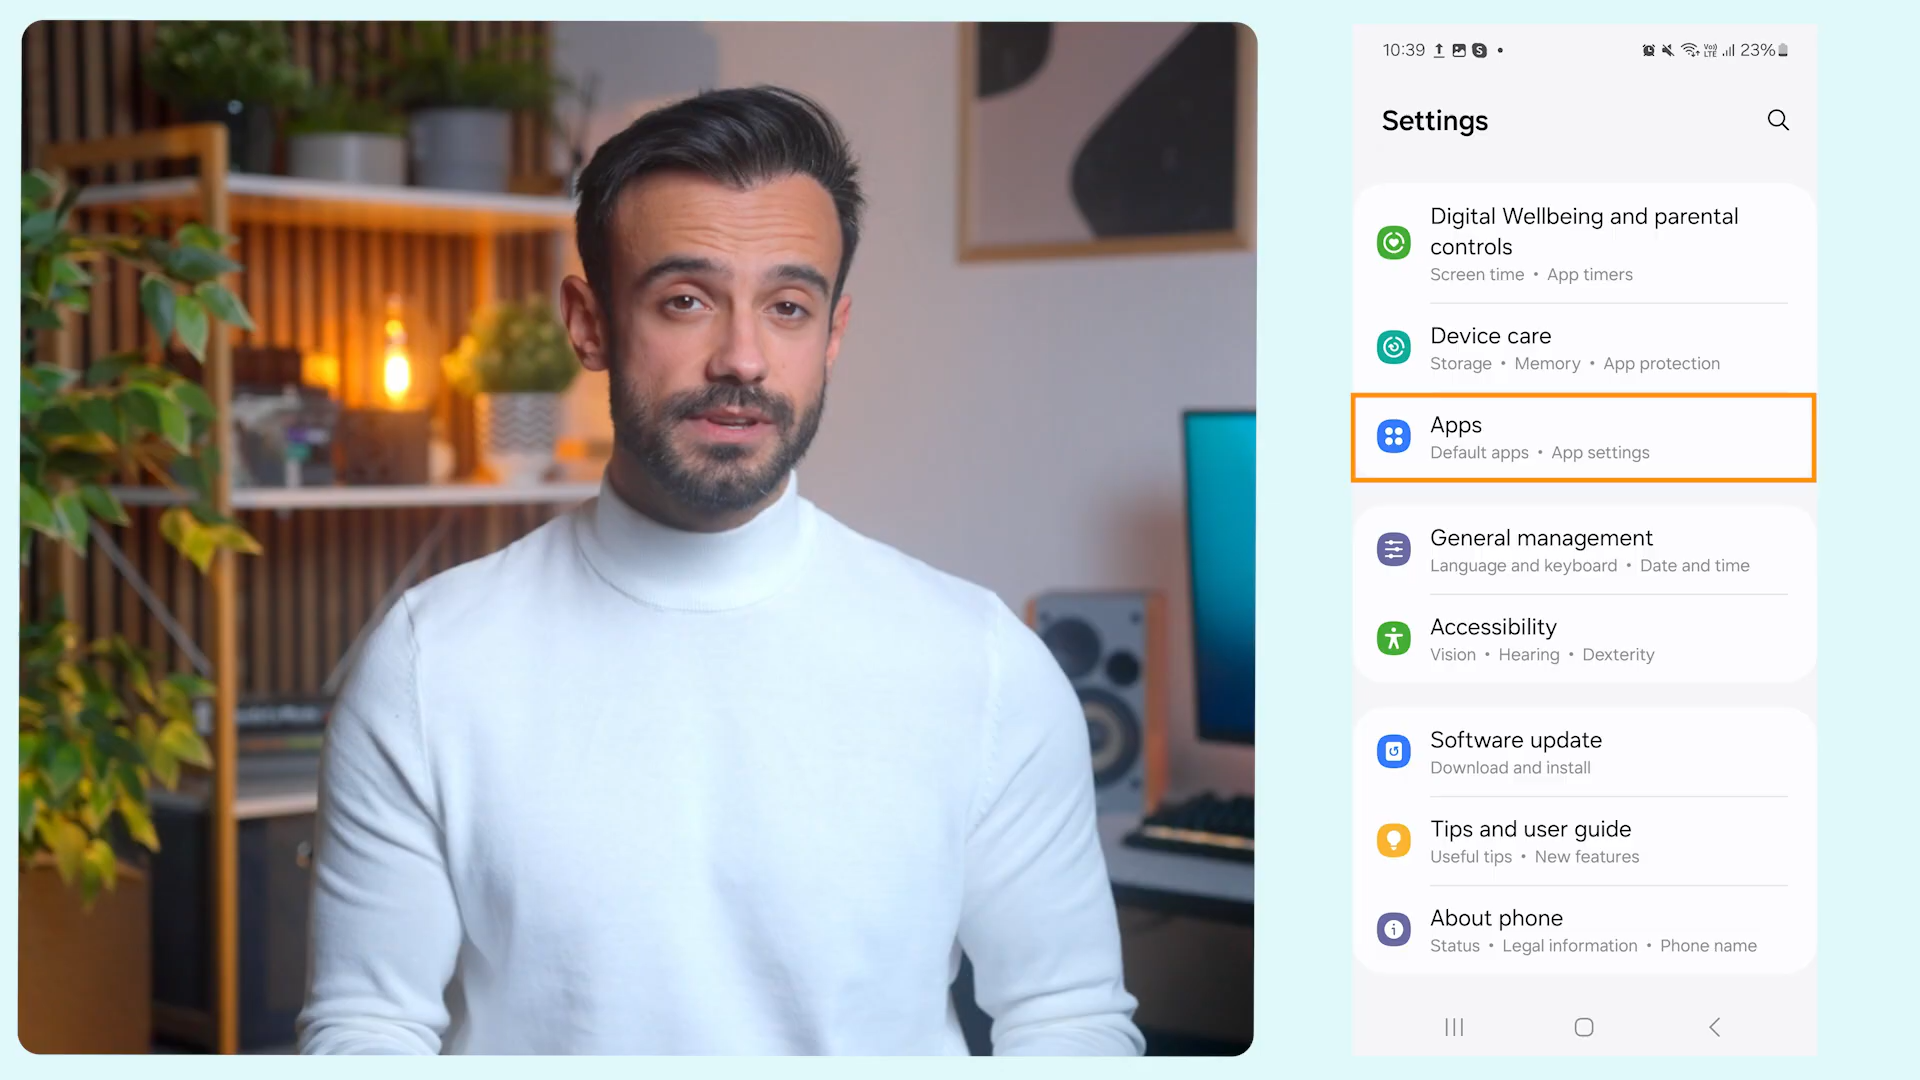 10:39
Vo)) LTE 23%
Settings
Digital Wellbeing and parental
controls
Screen time • App timers
Device care
Storage • Memory • App protection
Apps
Default apps • App settings
General management
Language and keyboard • Date and time
Accessibility
Vision • Hearing • Dexterity
Software update
Download and install
Tips and user guide
Useful tips • New features
About phone
Status • Legal information • Phone name